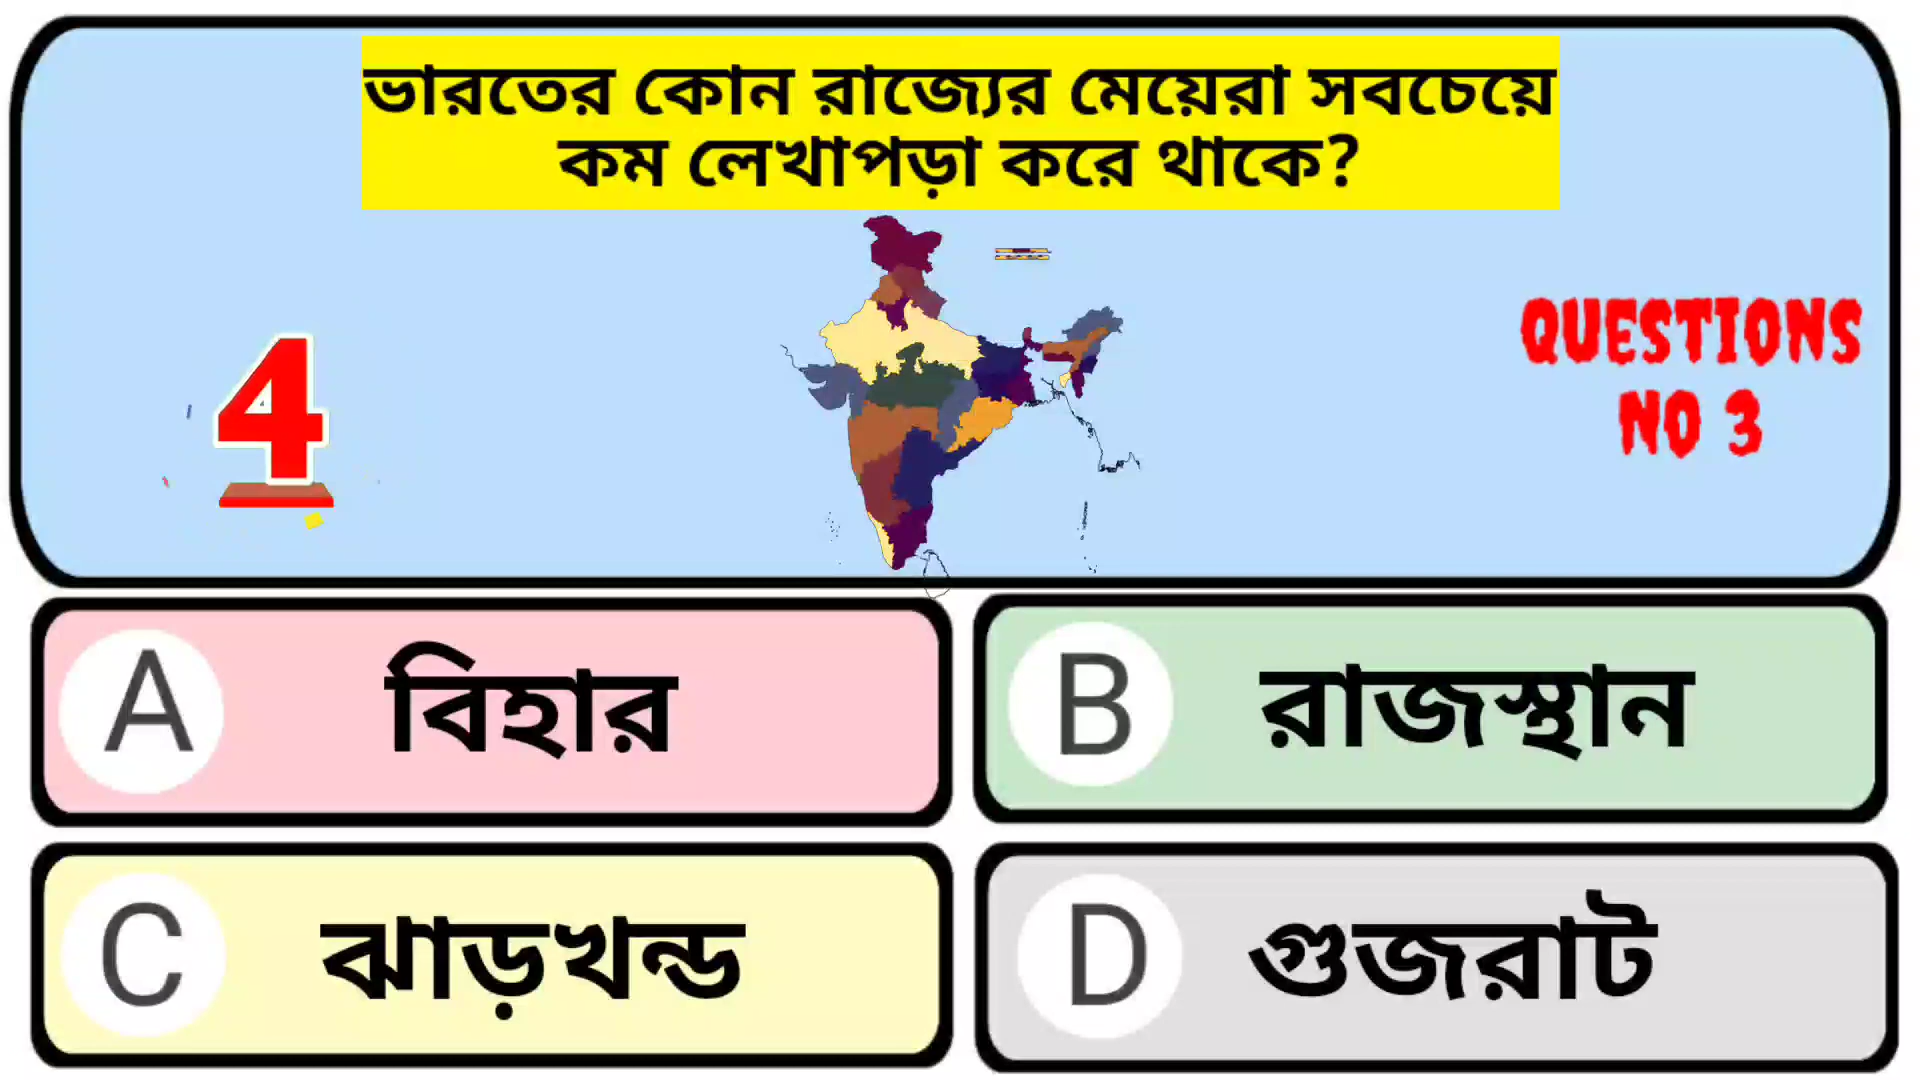 ভারতের কোন রাজ্যের মেয়েরা সবচেয়ে
কম লেখাপড়া করে থাকে?
4
QUESTIONS
NO 3
A বিহার
B রাজস্থান
C ঝাড়খন্ড
D গুজরাট